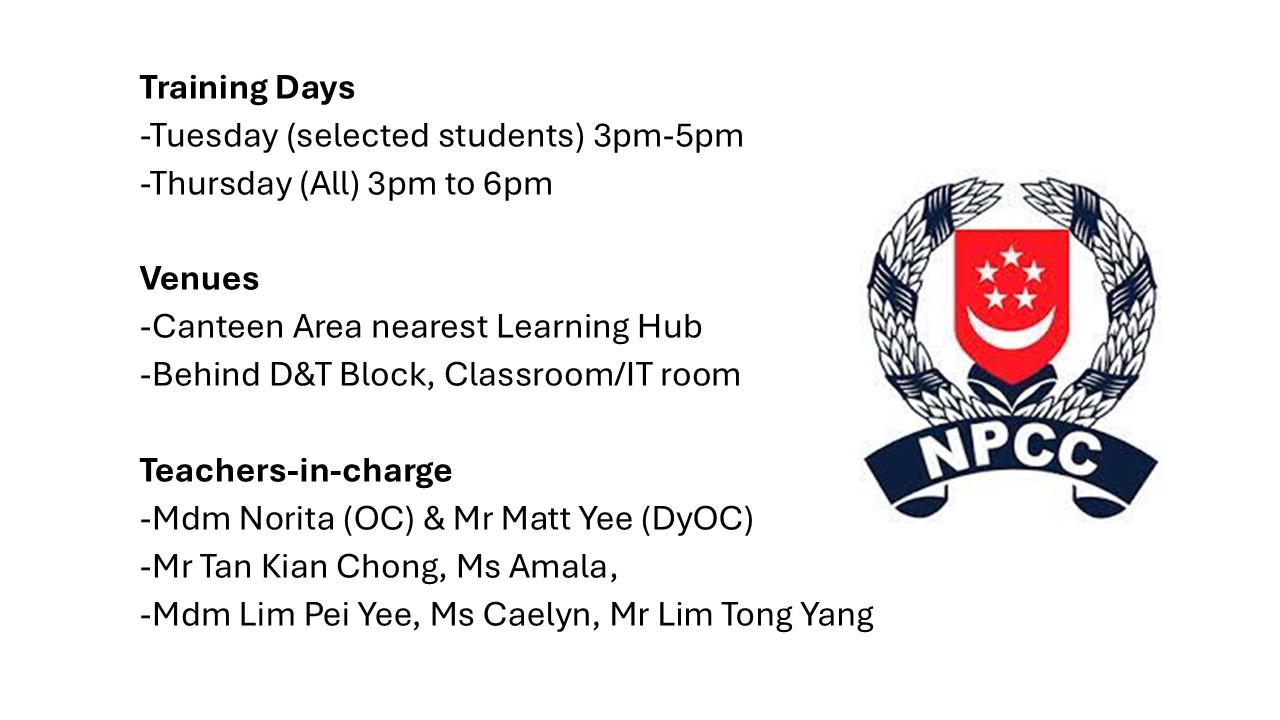 Training Days
-Tuesday (selected students) 3pm-5pm
-Thursday (All) 3pm to 6pm
Venues
-Canteen Area nearest Learning Hub
-Behind D&T Block, Classroom/IT room
Teachers-in-charge
-Mdm Norita (OC) & Mr Matt Yee (DyOC)
-Mr Tan Kian Chong, Ms Amala,
-Mdm Lim Pei Yee, Ms Caelyn, Mr Lim Tong Yang
NPCC